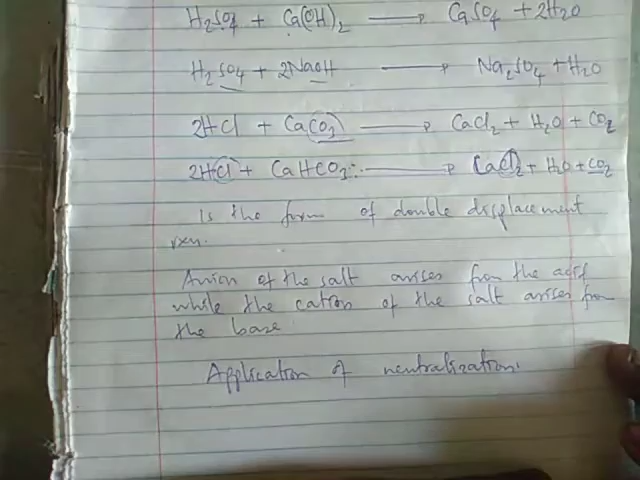 H₂SO₄ + Ca(OH)₂ → CaSO₄ + 2H₂O
H₂SO₄ + 2NaOH → Na₂SO₄ + H₂O
2HCl + CaCO₃ → CaCl₂ + H₂O + CO₂
2HCl + CaHCO₃ → CaCl₂ + H₂O + CO₂
Is the form of double displacement
rxn.
Anion of the salt arises from the acid
while the cation of the salt arises from
the base
Application of neutralization.